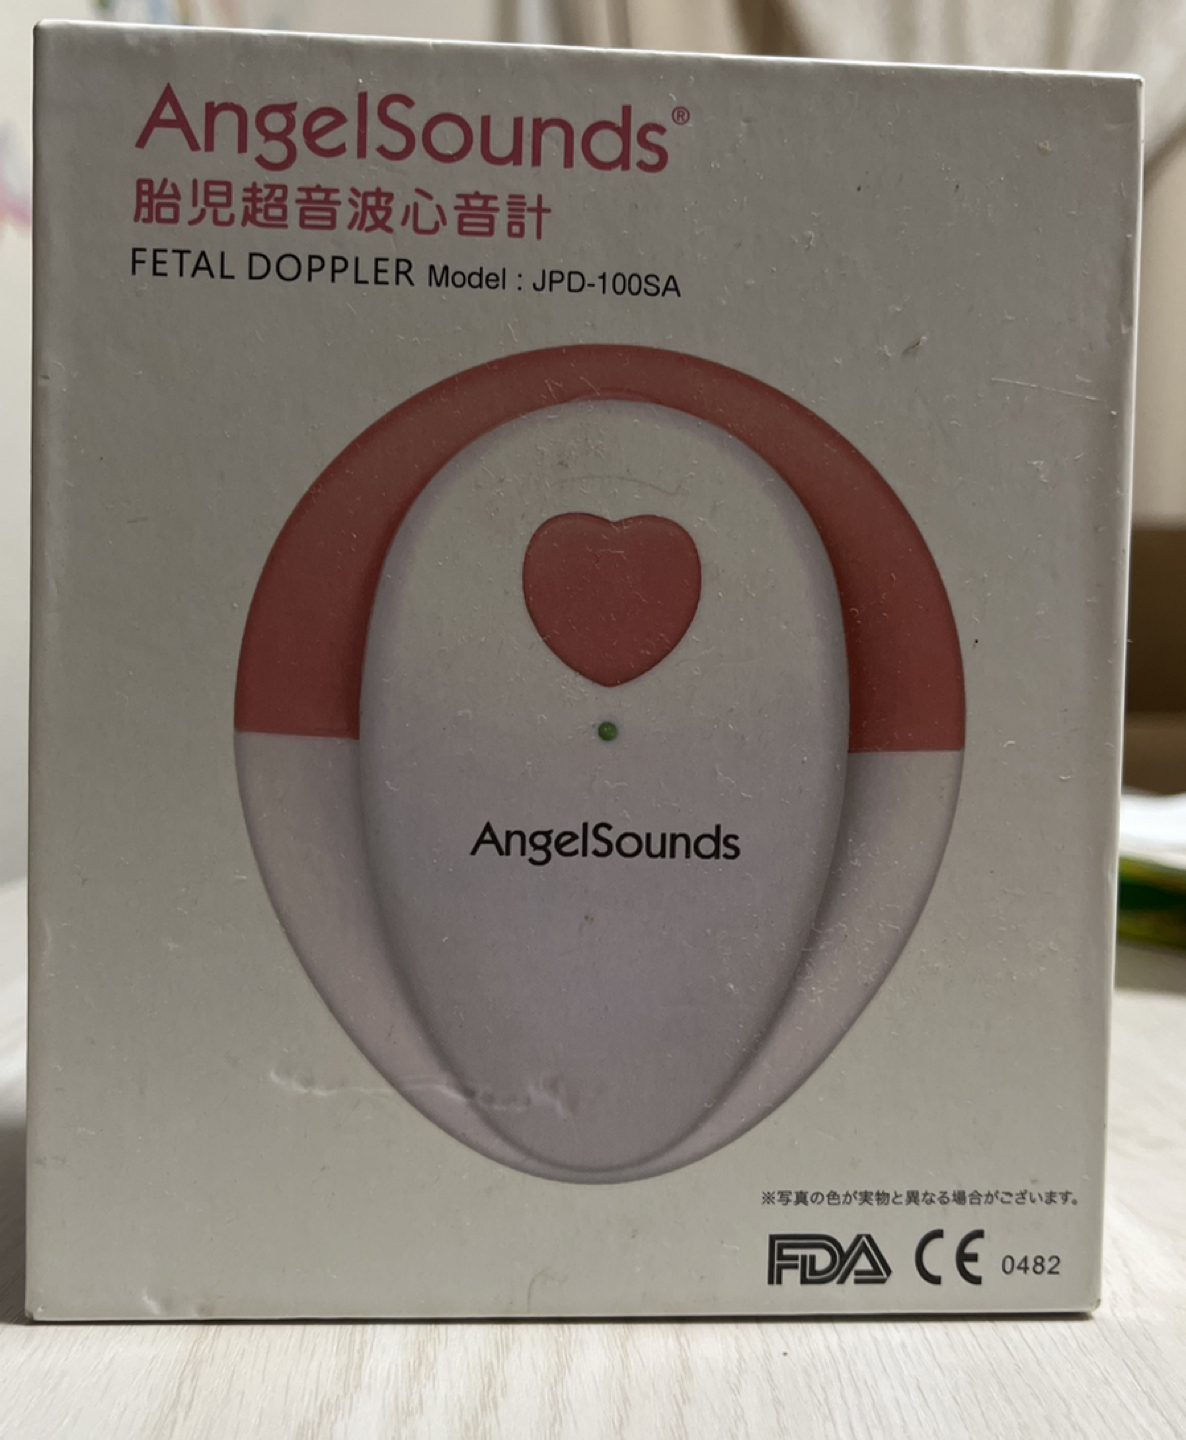 AngelSounds®
胎児超音波心音計
FETAL DOPPLER Model : JPD-100SA
AngelSounds
※写真の色が実物と異なる場合がございます。
FDA CE 0482